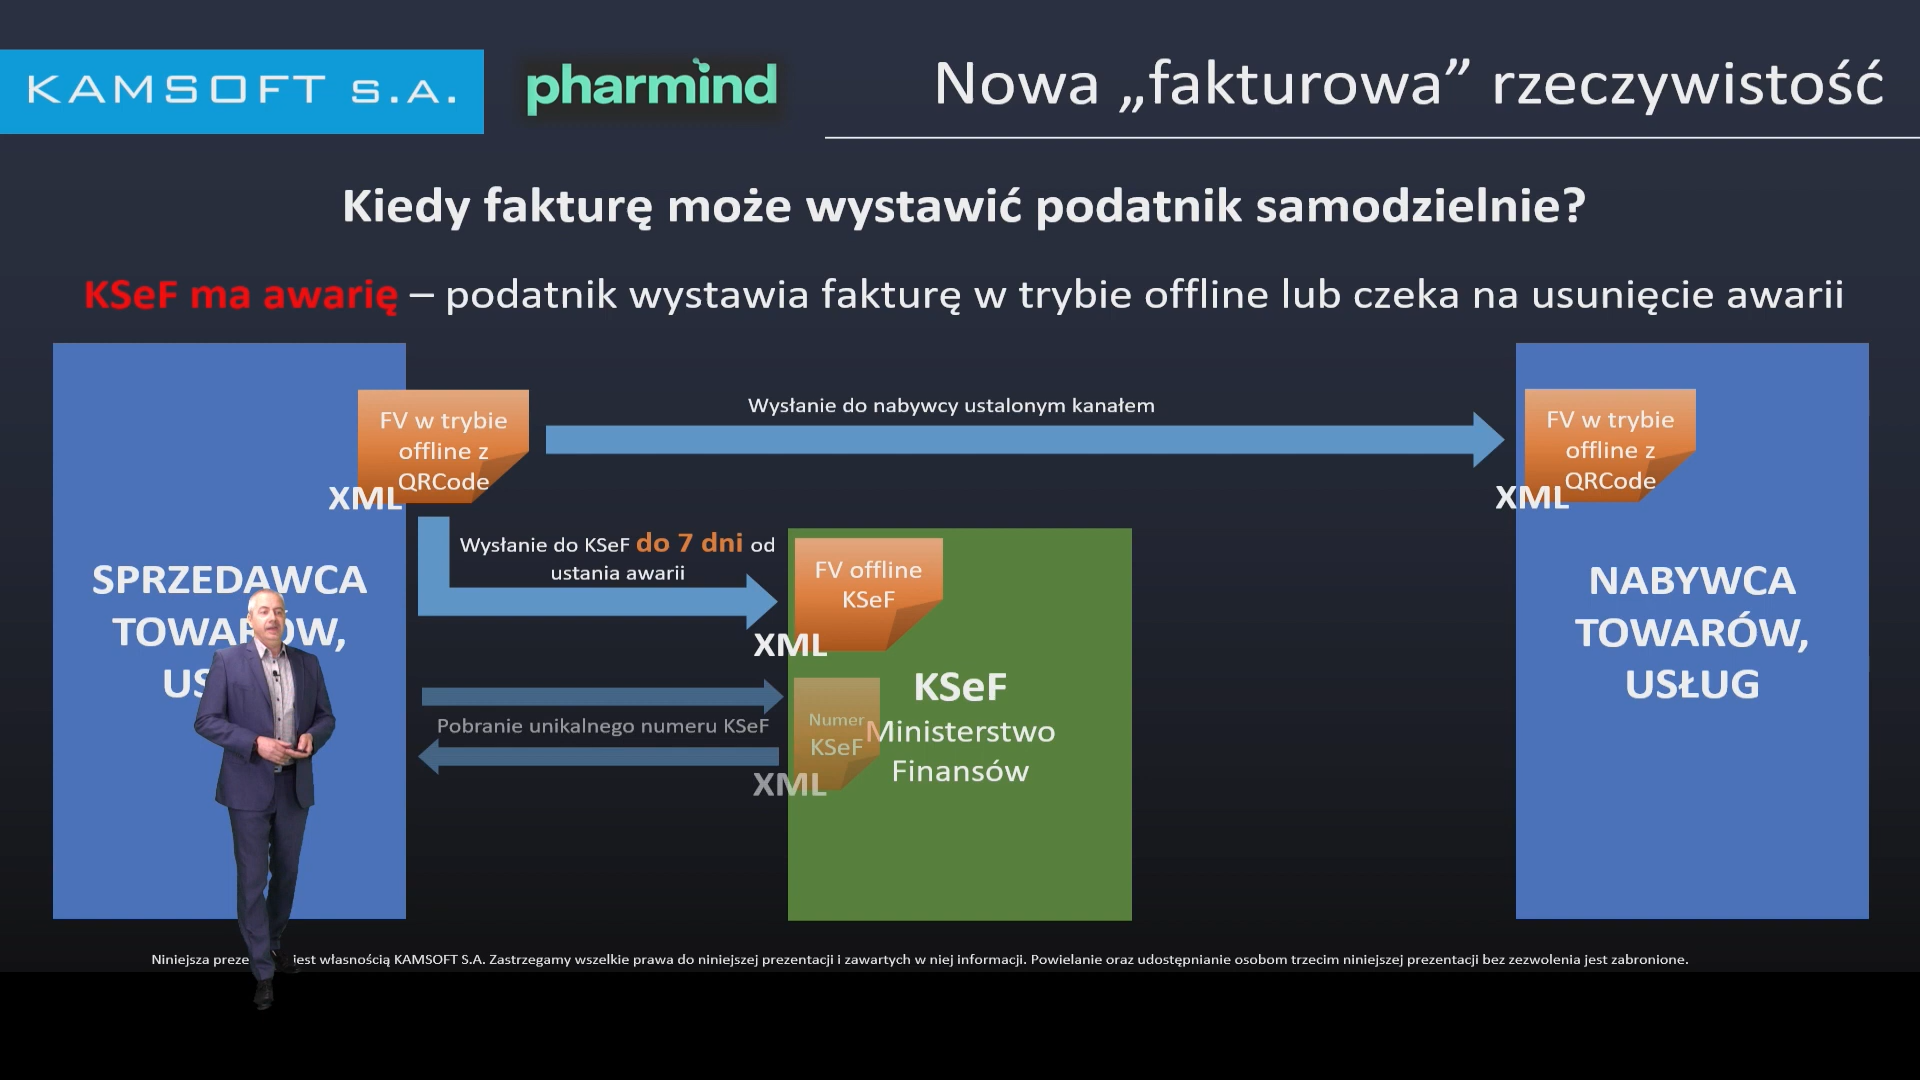 KAMSOFT S.A.
pharmind
Nowa „fakturowa” rzeczywistość
Kiedy fakturę może wystawić podatnik samodzielnie?
KSeF ma awarię – podatnik wystawia fakturę w trybie offline lub czeka na usunięcie awarii
FV w trybie
offline z
QRCode
XML
Wysłanie do nabywcy ustalonym kanałem
FV w trybie
offline z
QRCode
XML
Wysłanie do KSeF do 7 dni od
ustania awarii
FV offline
KSeF
XML
SPRZEDAWCA
TOWARÓW,
Pobranie unikalnego numeru KSeF
Numer
KSeF
XML
KSeF
Ministerstwo
Finansów
NABYWCA
TOWARÓW,
USŁUG
Niniejsza jest własnością KAMSOFT S.A. Zastrzegamy wszelkie prawa do niniejszej prezentacji i zawartych w niej informacji. Powielanie oraz udostępnianie osobom trzecim niniejszej prezentacji bez zezwolenia jest zabronione.